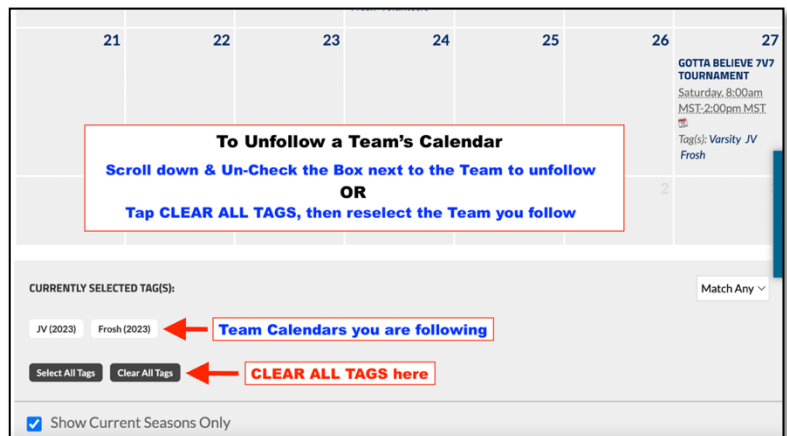 21 22 23 24 25 26 27
GOTTA BELIEVE 7V7
TOURNAMENT
Saturday, 8:00am
MST-2:00pm MST
Tag(s): Varsity JV
Frosh
To Unfollow a Team's Calendar
Scroll down & Un-Check the Box next to the Team to unfollow
OR
Tap CLEAR ALL TAGS, then reselect the Team you follow
2
CURRENTLY SELECTED TAG(S):
Match Any
JV (2023) Frosh (2023) Team Calendars you are following
Select All Tags Clear All Tags CLEAR ALL TAGS here
Show Current Seasons Only